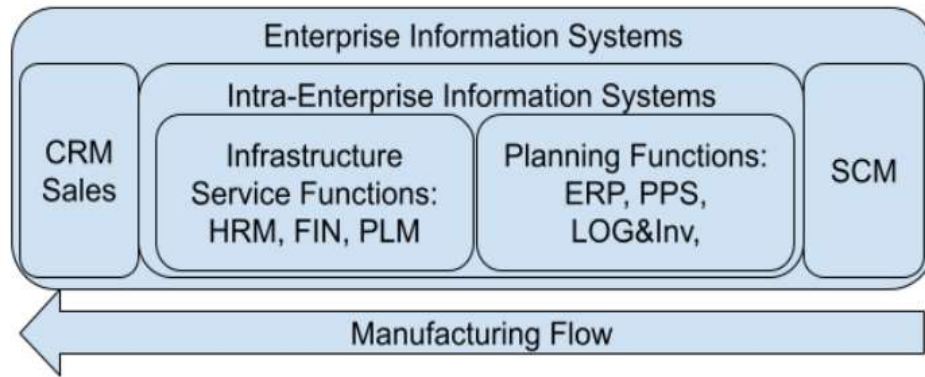 Enterprise Information Systems
CRM
Sales
Intra-Enterprise Information Systems
Infrastructure
Service Functions:
HRM, FIN, PLM
Planning Functions:
ERP, PPS,
LOG&Inv,
SCM
Manufacturing Flow